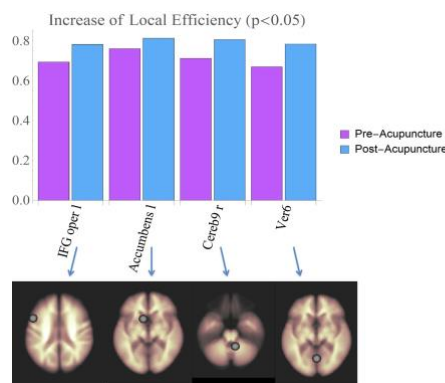 Increase of Local Efficiency (p<0.05)
0.8
0.6
0.4
0.2
0.0
Pre-Acupuncture
Post-Acupuncture
IFG oper l
Accumbens l
Cereb9 r
Ver6